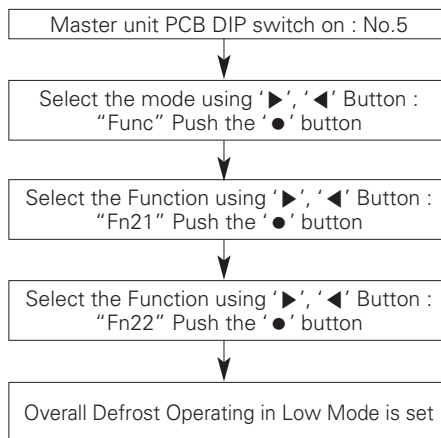 Master unit PCB DIP switch on : No.5
Select the mode using ‘▶’, ‘◀’ Button :
“Func” Push the ‘●’ button
Select the Function using ‘▶’, ‘◀’ Button :
“Fn21” Push the ‘●’ button
Select the Function using ‘▶’, ‘◀’ Button :
“Fn22” Push the ‘●’ button
Overall Defrost Operating in Low Mode is set